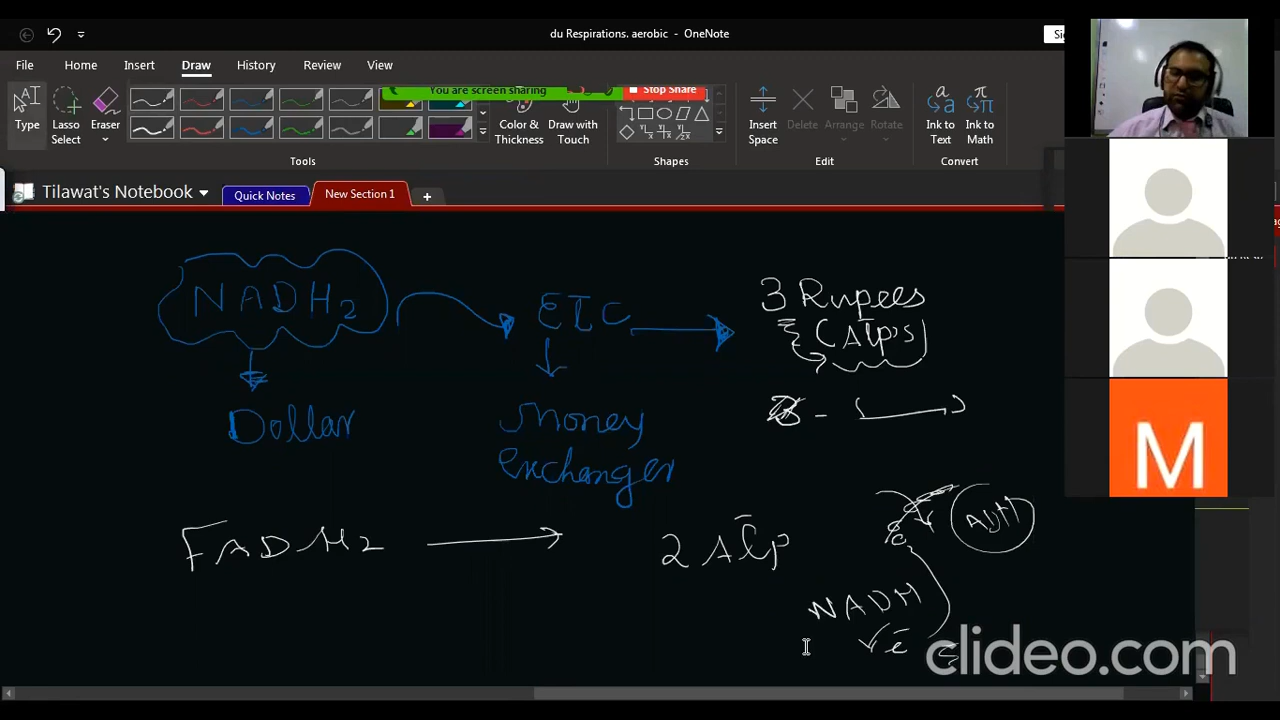 du Respirations. aerobic - OneNote
File Home Insert Draw History Review View
You are screen sharing Stop Share
Type
Lasso Select
Eraser
Color & Thickness
Draw with Touch
Insert Space
Delete
Arrange
Rotate
Ink to Text
Ink to Math
Tools
Shapes
Edit
Convert
Tilawat's Notebook
Quick Notes
New Section 1
NADH2
ETC
3 Rupees
(ATp's)
Dollar
Money
Exchanger
FADH2
2 ATp
NADH
M
clideo.com